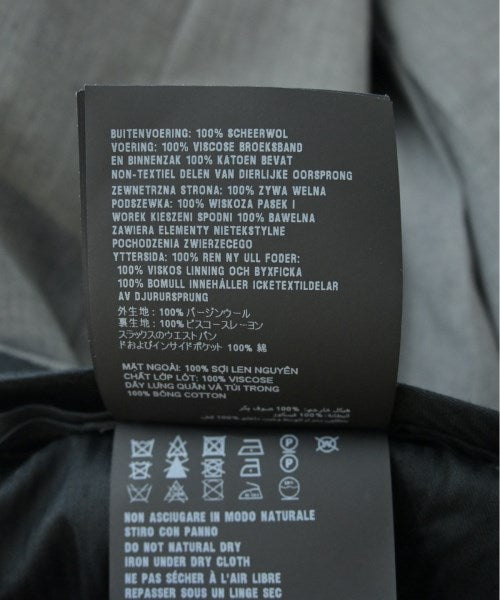 BUITENVOERING: 100% SCHEERWOL
VOERING: 100% VISCOSE BROEKSBAND
EN BINNENZAK 100% KATOEN BEVAT
NON-TEXTIEL DELEN VAN DIERLIJKE OORSPRONG
ZEWNETRZNA STRONA: 100% ZYWA WELNA
PODSZEWKA: 100% WISKOZA PASEK I
WOREK KIESZENI SPODNI 100% BAWELNA
ZAWIERA ELEMENTY NIETEKSTYLNE
POCHODZENIA ZWIERZECEGO
YTTERSIDA: 100% REN NY ULL FODER:
100% VISKOS LINNING OCH BYXFICKA
100% BOMULL INNEHÅLLER ICKETEXTILDELAR
AV DJURURSPRUNG
外生地：100% バージンウール
裏生地：100% ビスコースレーヨン
スラックスのウエストバン
ドおよびインサイドポケット 100% 綿
MẶT NGOÀI: 100% SỢI LEN NGUYÊN
CHẤT LÓP LÓT: 100% VISCOSE
DÂY LƯNG QUẦN VÀ TÚI TRONG
100% BÔNG COTTON
هيكل خارجي: 100% صوف بكر
NON ASCIUGARE IN MODO NATURALE
STIRO CON PANNO
DO NOT NATURAL DRY
IRON UNDER DRY CLOTH
NE PAS SÉCHER À L'AIR LIBRE
REPASSER SOUS UN LINGE SEC